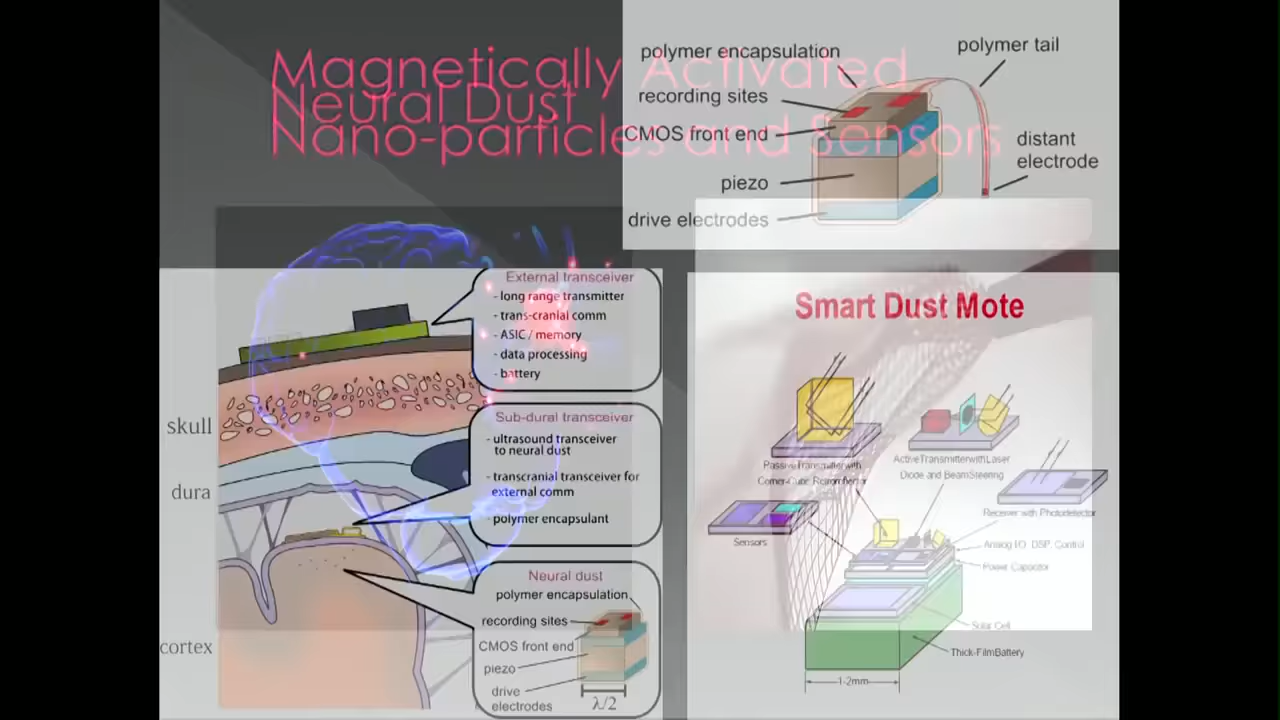 Magnetically Activated
Neural Dust
Nano-particles and Sensors
polymer encapsulation
polymer tail
recording sites
CMOS front end
distant
electrode
piezo
drive electrodes
External transceiver
- long range transmitter
- trans-cranial comm
- ASIC / memory
- data processing
- battery
Sub-dural transceiver
- ultrasound transceiver
to neural dust
- transcranial transceiver for
external comm
- polymer encapsulant
Neural dust
polymer encapsulation
recording sites
CMOS front end
piezo
drive
electrodes
λ/2
skull
dura
cortex
Smart Dust Mote
Passive Transmitter with
Corner-Cube Retroreflector
Active Transmitter with Laser
Diode and Beam Steering
Receiver with Photodetector
Sensors
Analog I/O, DSP, Control
Power Capacitor
Solar Cell
Thick-Film Battery
1-2mm